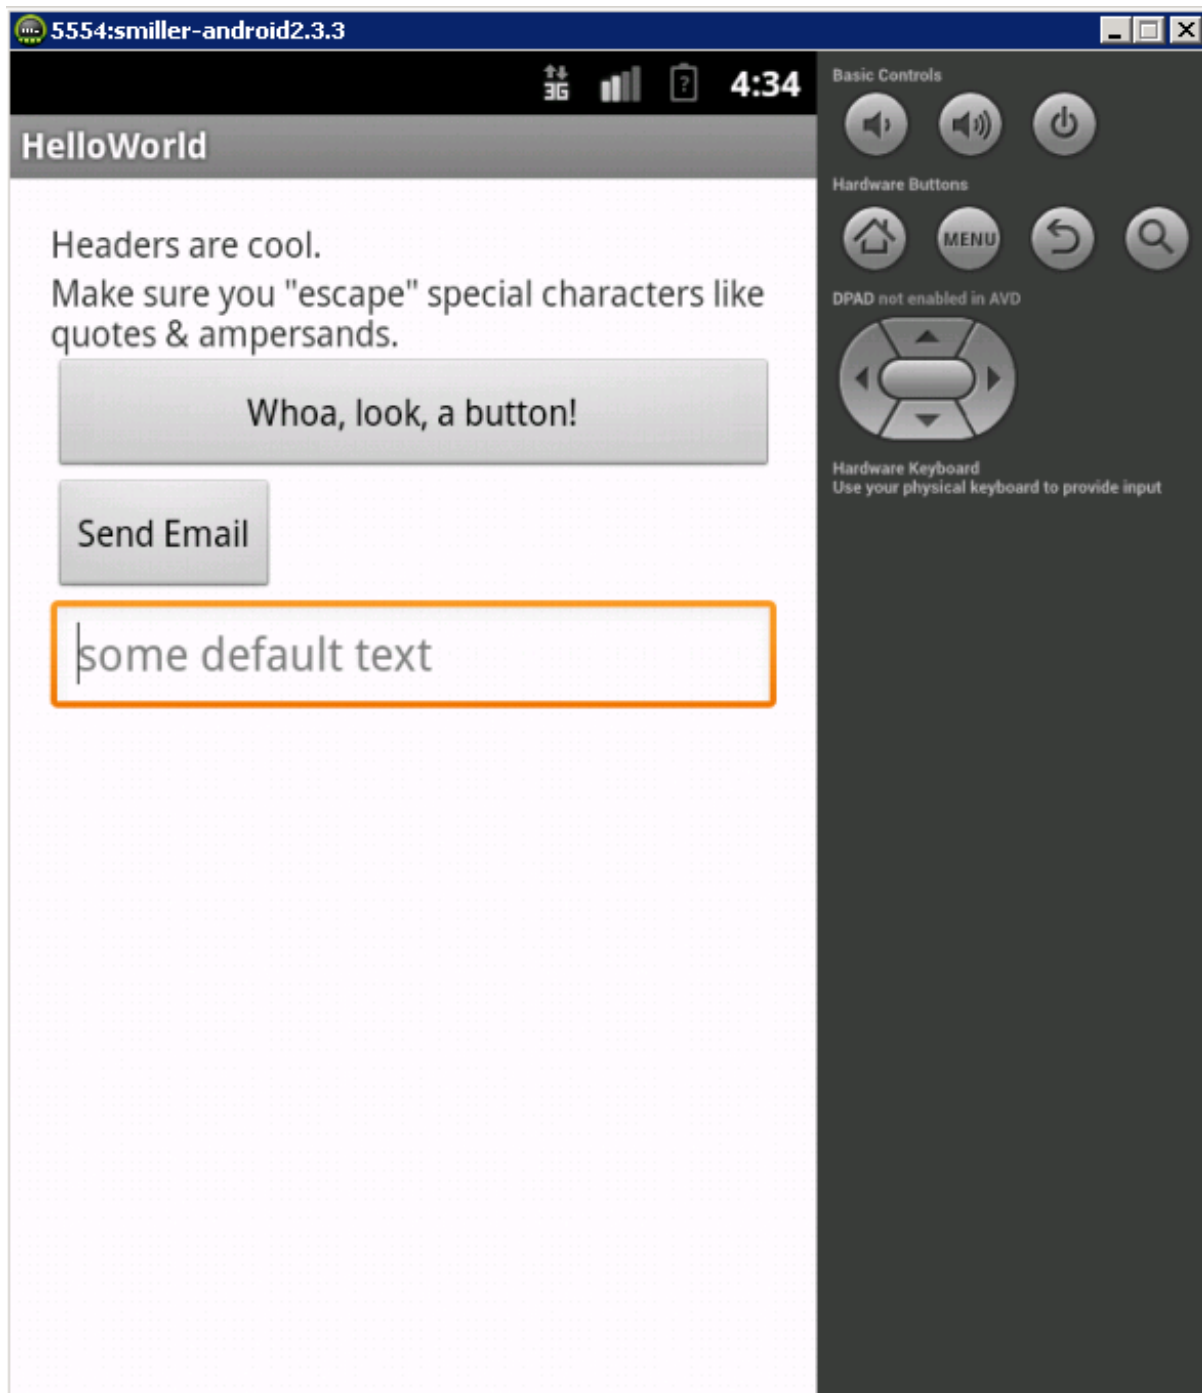 5554:smiller-android2.3.3
3G
?
4:34
HelloWorld
Headers are cool.
Make sure you "escape" special characters like
quotes & ampersands.
Whoa, look, a button!
Send Email
some default text
Basic Controls
Hardware Buttons
MENU
DPAD not enabled in AVD
Hardware Keyboard
Use your physical keyboard to provide input